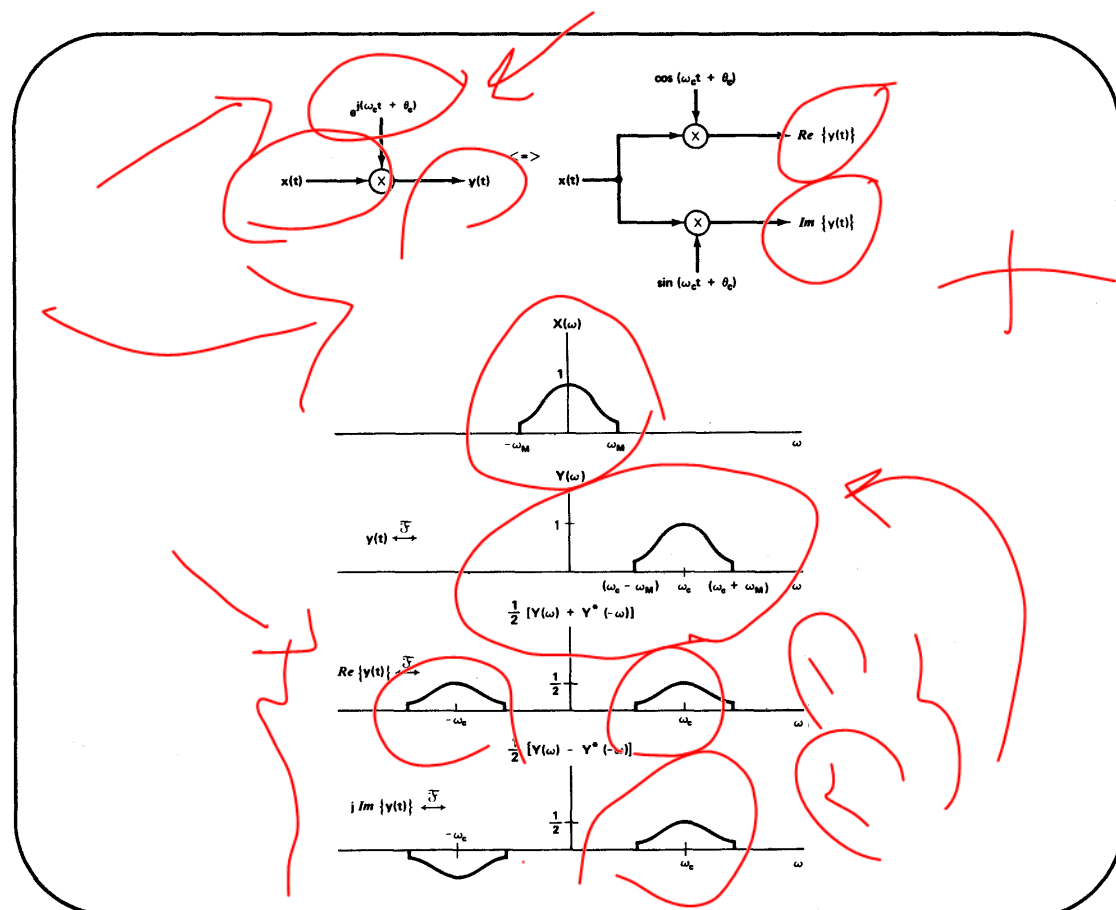 e^{j(ω_c t + θ_c)}
x(t)
X
y(t)
<=>
cos (ω_c t + θ_c)
x(t)
X
Re {y(t)}
X
Im {y(t)}
sin (ω_c t + θ_c)
X(ω)
1
-ω_M
ω_M
ω
Y(ω)
y(t) ℱ ↔
1
(ω_c - ω_M)
ω_c
(ω_c + ω_M)
ω
1/2 [Y(ω) + Y* (-ω)]
Re {y(t)} ℱ ↔
1/2
-ω_c
ω_c
ω
1/2 [Y(ω) - Y* (-ω)]
j Im {y(t)} ℱ ↔
1/2
-ω_c
ω_c
ω